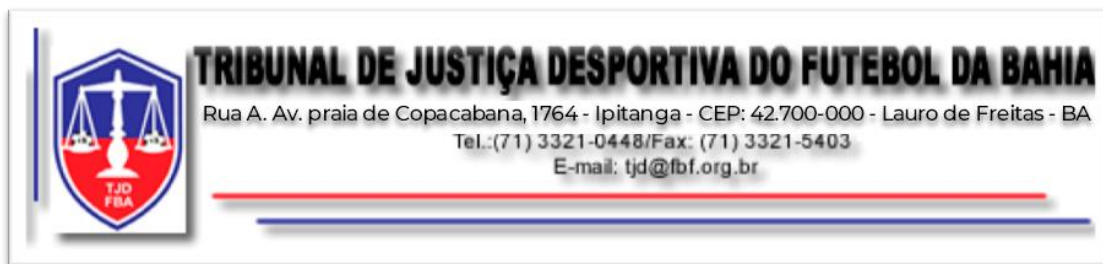 TRIBUNAL DE JUSTIÇA DESPORTIVA DO FUTEBOL DA BAHIA
Rua A. Av. praia de Copacabana, 1764 - Ipitanga - CEP: 42.700-000 - Lauro de Freitas - BA
Tel.:(71) 3321-0448/Fax: (71) 3321-5403
E-mail: tjd@fbf.org.br
TJD
FBA